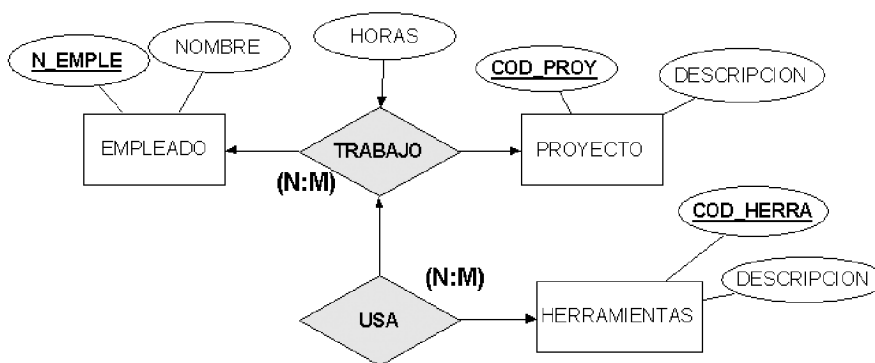 HORAS
NOMBRE
N_EMPLE
COD_PROY
DESCRIPCION
EMPLEADO
TRABAJO
PROYECTO
(N:M)
COD_HERRA
(N:M)
DESCRIPCION
USA
HERRAMIENTAS